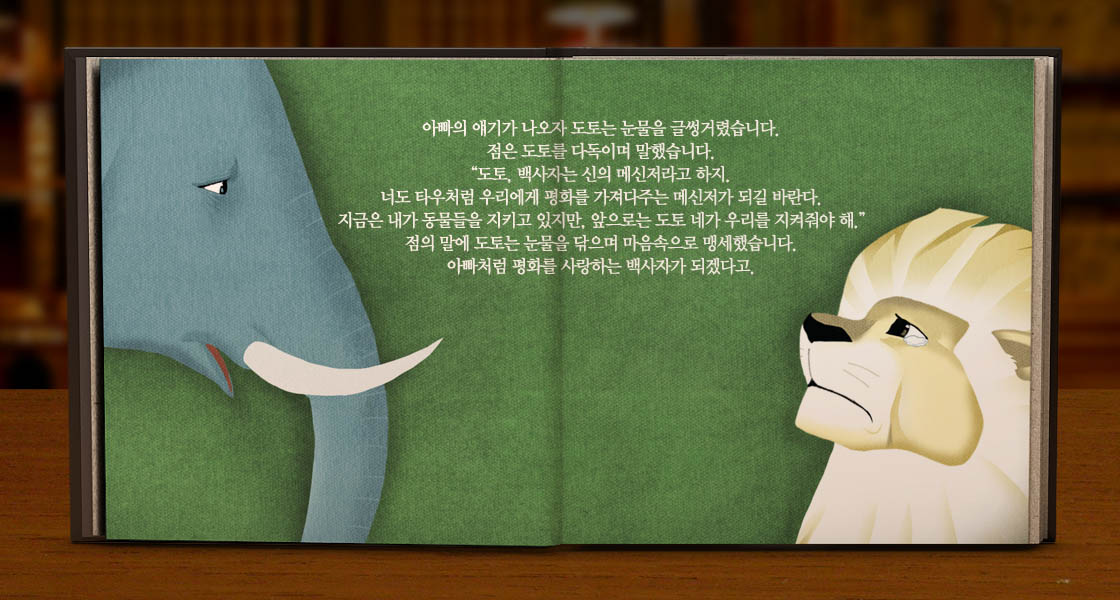 아빠의 얘기가 나오자 도토는 눈물을 글썽거렸습니다.
점은 도토를 다독이며 말했습니다.
“도토, 백사자는 신의 메신저라고 하지.
너도 타우처럼 우리에게 평화를 가져다주는 메신저가 되길 바란다.
지금은 내가 동물들을 지키고 있지만, 앞으로는 도토 네가 우리를 지켜줘야 해.”
점의 말에 도토는 눈물을 닦으며 마음속으로 맹세했습니다.
아빠처럼 평화를 사랑하는 백사자가 되겠다고.